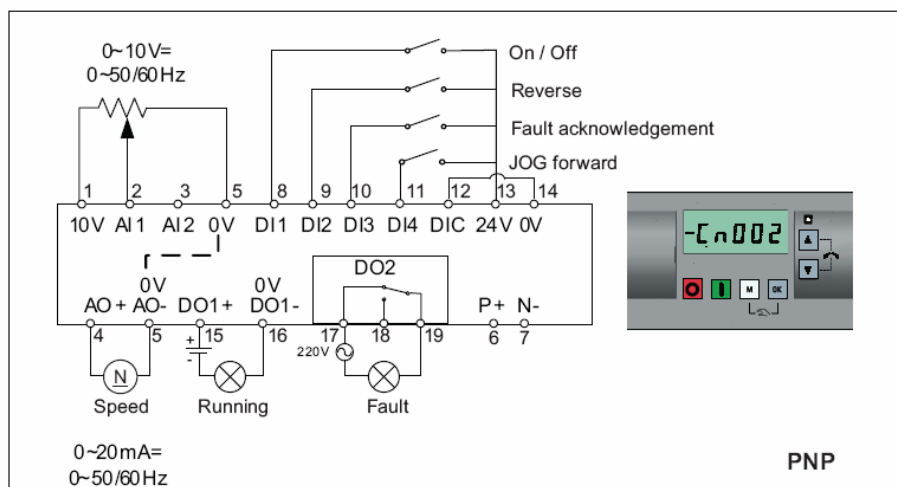 0~10V=
0~50/60Hz
On / Off
Reverse
Fault acknowledgement
JOG forward
1 2 3 5 8 9 10 11 12 13 14
10V AI1 AI2 0V DI1 DI2 DI3 DI4 DIC 24V 0V
-Cn002
M OK
DO2
0V 0V
AO+ AO- DO1+ DO1- P+ N-
4 5 15 16 17 18 19 6 7
+
-
220V
N
Speed Running Fault
0~20mA=
0~50/60Hz
PNP